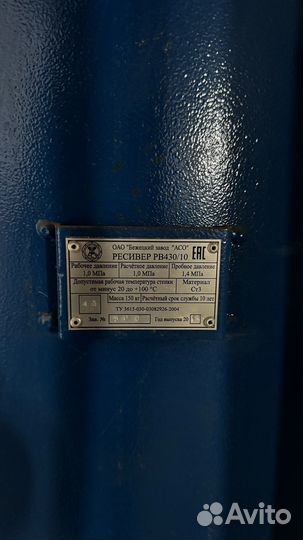 ОАО "Бежецкий завод "АСО"
ЕАС
РЕСИВЕР РВ430/10
Рабочее давление Расчётное давление Пробное давление
1,0 МПа 1,0 МПа 1,4 МПа
Допустимая рабочая температура стенки Материал
от минус 20 до +100 °С Ст3
Масса 150 кг Расчётный срок службы 10 лет
ТУ 3615-030-03082926-2004
Зав. № Год выпуска 20
Avito